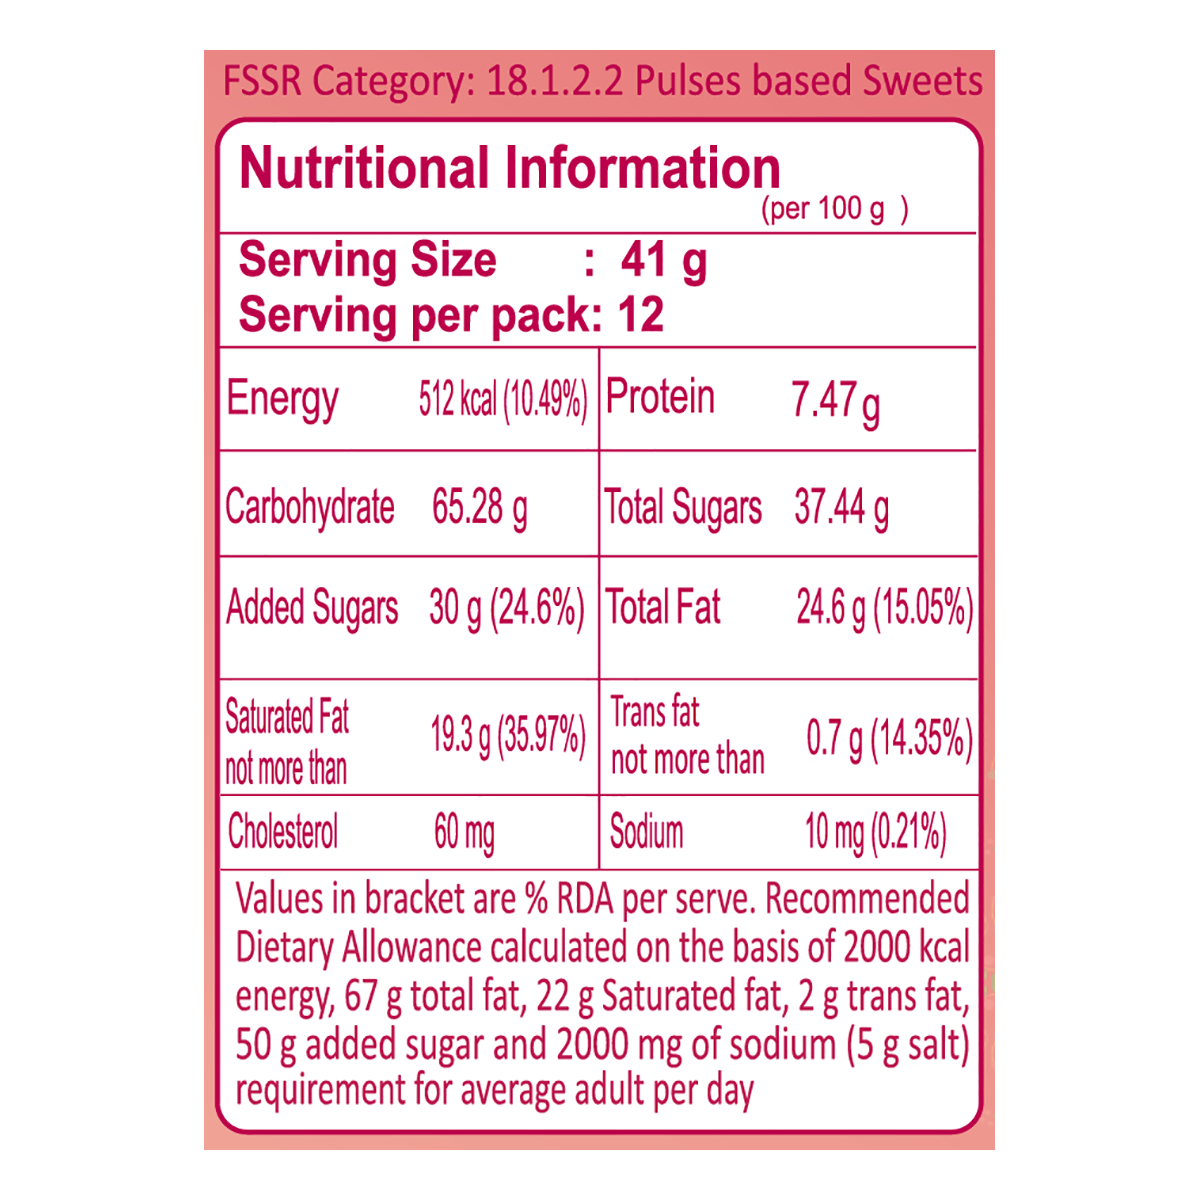 FSSR Category: 18.1.2.2 Pulses based Sweets
Nutritional Information
(per 100 g )
Serving Size : 41 g
Serving per pack: 12
Energy 512 kcal (10.49%) Protein 7.47 g
Carbohydrate 65.28 g Total Sugars 37.44 g
Added Sugars 30 g (24.6%) Total Fat 24.6 g (15.05%)
Saturated Fat
not more than 19.3 g (35.97%)
Trans fat
not more than 0.7 g (14.35%)
Cholesterol 60 mg Sodium 10 mg (0.21%)
Values in bracket are % RDA per serve. Recommended
Dietary Allowance calculated on the basis of 2000 kcal
energy, 67 g total fat, 22 g Saturated fat, 2 g trans fat,
50 g added sugar and 2000 mg of sodium (5 g salt)
requirement for average adult per day